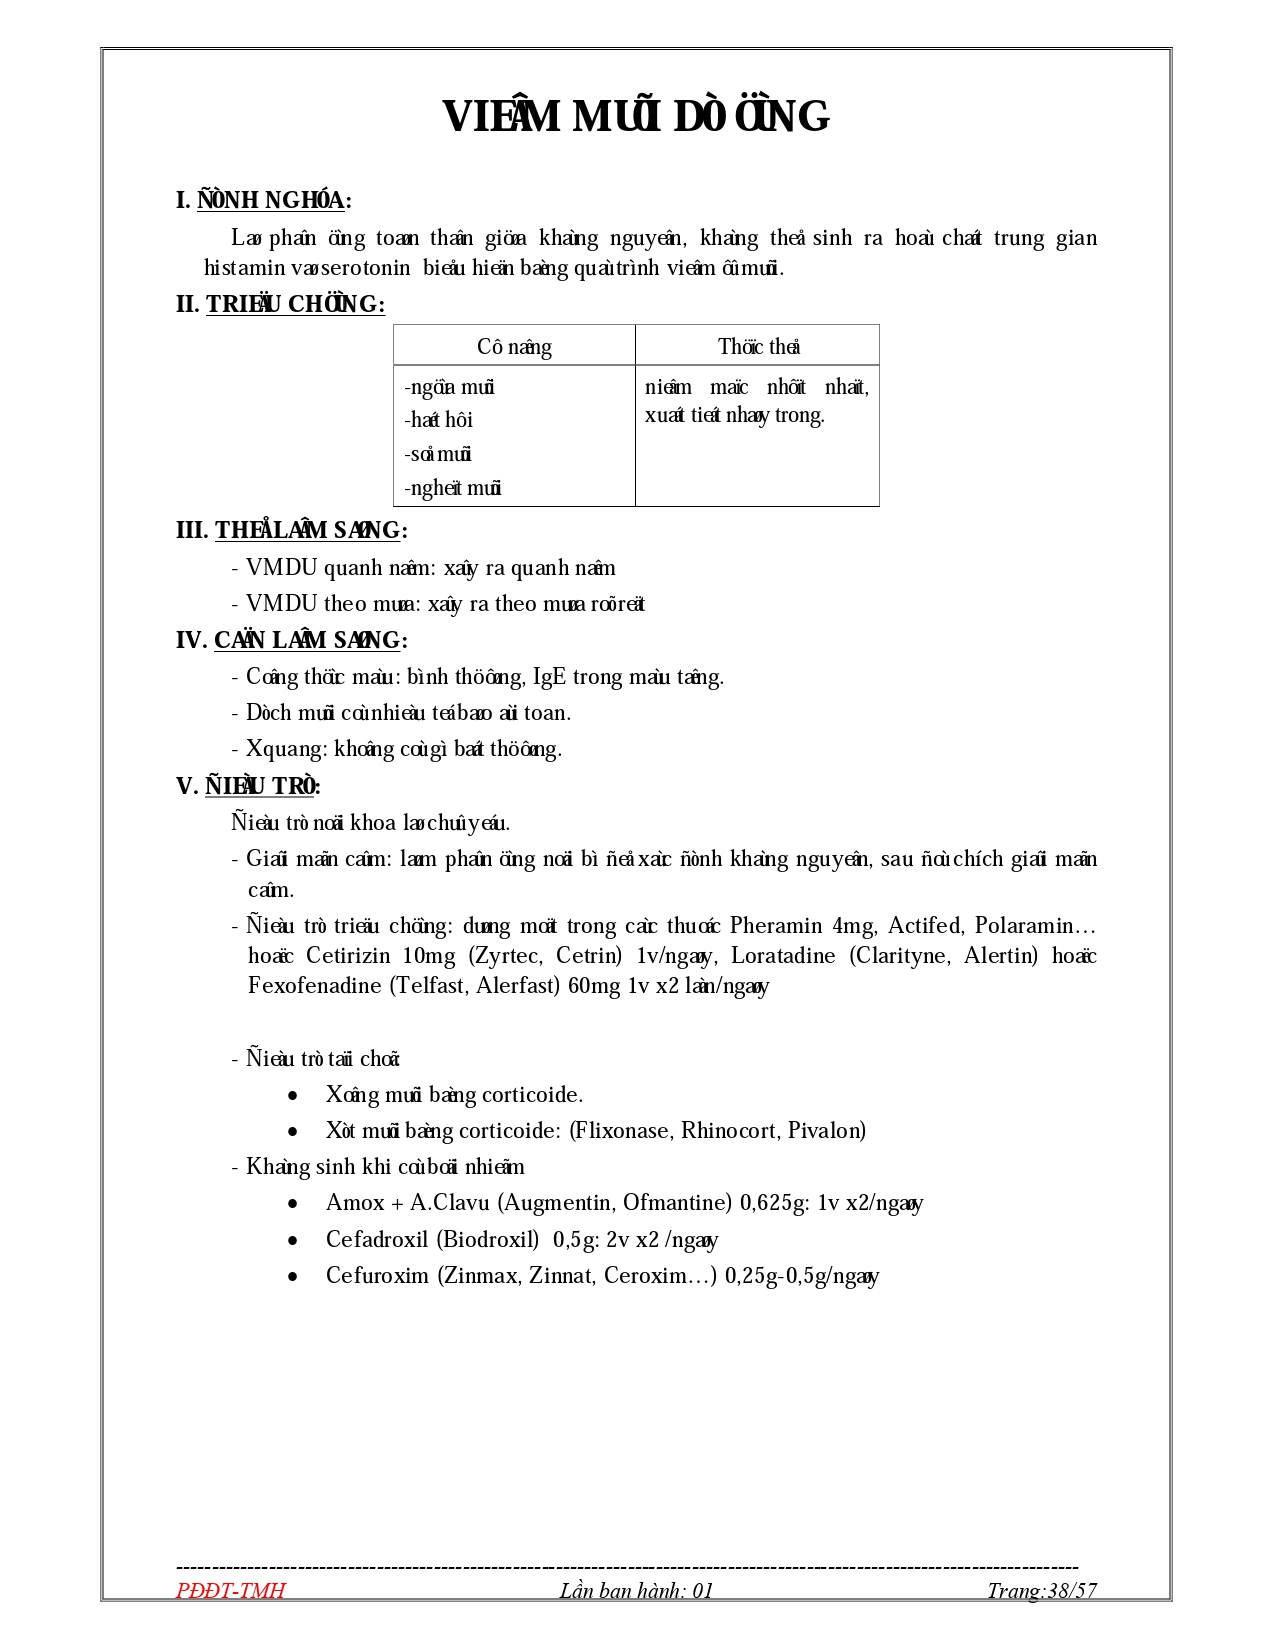 VIEÂM MUÕI DÒ ÖÙNG
I. ÑÒNH NGHÓA:
Laø phaûn öùng toaøn thaân giöõa khaùng nguyeân, khaùng theå sinh ra hoaù chaát trung gian
histamin vaø serotonin bieåu hieän baèng quaù trình vieâm ôû muõi.
II. TRIEÄU CHÖÙNG:
Cô naêng Thöïc theå
-ngöùa muõi
-haét hôi
-soå muõi
-ngheït muõi
nieâm maïc nhôït nhaït,
xuaát tieát nhaøy trong.
III. THEÅ LAÂM SAØNG:
- VMDU quanh naêm: xaûy ra quanh naêm
- VMDU theo muøa: xaûy ra theo muøa roõ reät
IV. CAÄN LAÂM SAØNG:
- Coâng thöùc maùu: bình thöôøng, IgE trong maùu taêng.
- Dòch muõi coù nhieàu teá baøo aùi toan.
- Xquang: khoâng coù gì baát thöôøng.
V. ÑIEÀU TRÒ:
Ñieàu trò noäi khoa laø chuû yeáu.
- Giaûi maãn caûm: laøm phaûn öùng noäi bì ñeå xaùc ñònh khaùng nguyeân, sau ñoù chích giaûi maãn
caûm.
- Ñieàu trò trieäu chöùng: duøng moät trong caùc thuoác Pheramin 4mg, Actifed, Polaramin…
hoaëc Cetirizin 10mg (Zyrtec, Cetrin) 1v/ngaøy, Loratadine (Clarityne, Alertin) hoaëc
Fexofenadine (Telfast, Alerfast) 60mg 1v x2 laàn/ngaøy
- Ñieàu trò taïi choã:
• Xoâng muõi baèng corticoide.
• Xòt muõi baèng corticoide: (Flixonase, Rhinocort, Pivalon)
- Khaùng sinh khi coù boäi nhieãm
• Amox + A.Clavu (Augmentin, Ofmantine) 0,625g: 1v x2/ngaøy
• Cefadroxil (Biodroxil) 0,5g: 2v x2 /ngaøy
• Cefuroxim (Zinmax, Zinnat, Ceroxim…) 0,25g-0,5g/ngaøy
PĐĐT-TMH Lần ban hành: 01 Trang:38/57